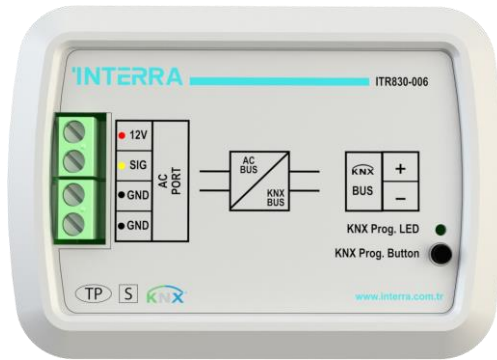 INTERRA
ITR830-006
12V
SIG
GND
GND
AC PORT
AC BUS
KNX BUS
KNX BUS
+
−
KNX Prog. LED
KNX Prog. Button
TP
S
KNX
www.interra.com.tr